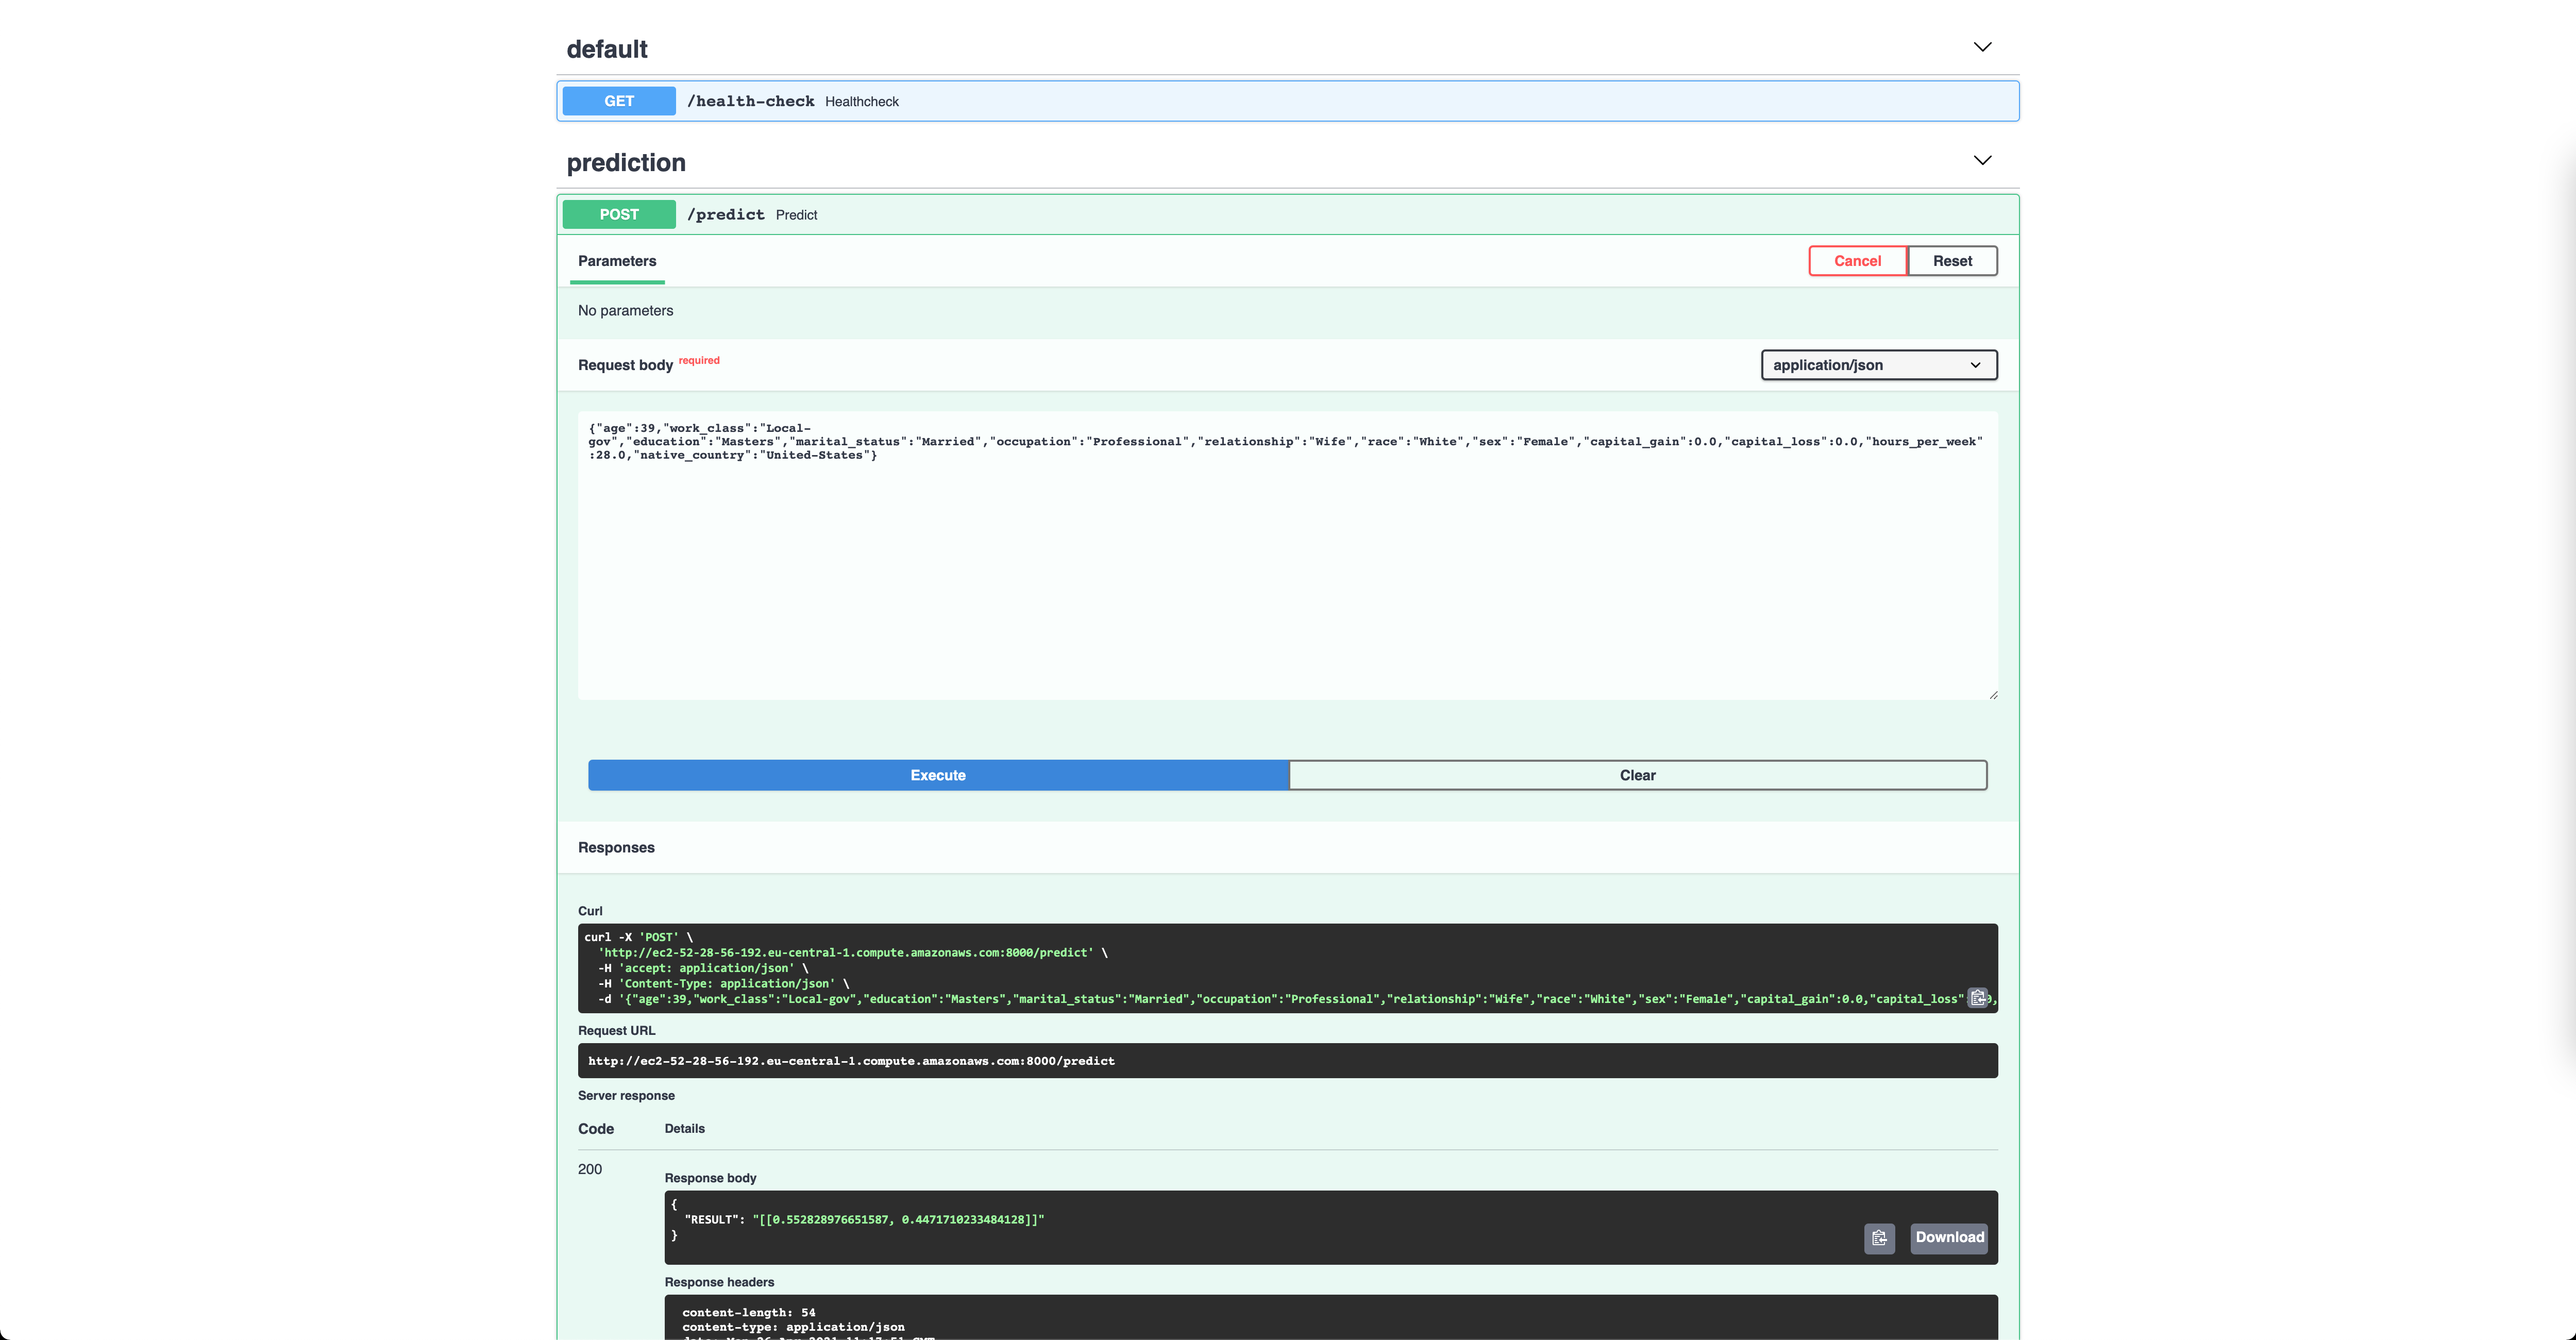 default
GET /health-check Healthcheck
prediction
POST /predict Predict
Parameters
Cancel Reset
No parameters
Request body required
application/json
{"age":39,"work_class":"Local-
gov","education":"Masters","marital_status":"Married","occupation":"Professional","relationship":"Wife","race":"White","sex":"Female","capital_gain":0.0,"capital_loss":0.0,"hours_per_week"
:28.0,"native_country":"United-States"}
Execute Clear
Responses
Curl
curl -X 'POST' \
'http://ec2-52-28-56-192.eu-central-1.compute.amazonaws.com:8000/predict' \
-H 'accept: application/json' \
-H 'Content-Type: application/json' \
-d '{"age":39,"work_class":"Local-gov","education":"Masters","marital_status":"Married","occupation":"Professional","relationship":"Wife","race":"White","sex":"Female","capital_gain":0.0,"capital_loss"
Request URL
http://ec2-52-28-56-192.eu-central-1.compute.amazonaws.com:8000/predict
Server response
Code Details
200
Response body
{
"RESULT": "[[0.552828976651587, 0.4471710233484128]]"
}
Download
Response headers
content-length: 54
content-type: application/json